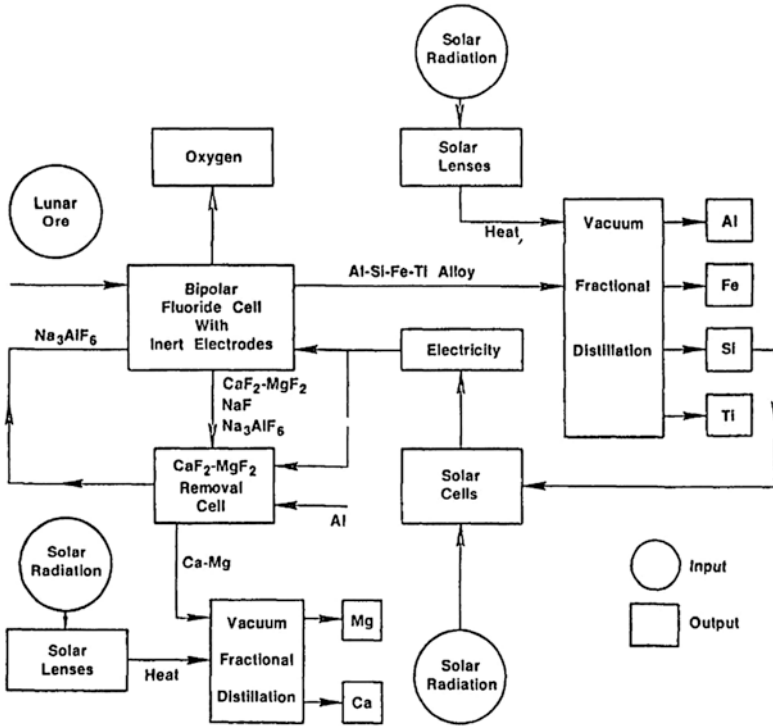 Solar
Radiation
Oxygen
Solar
Lenses
Lunar
Ore
Heat,
Vacuum
Fractional
Distillation
Al
Fe
Si
Ti
Al-Si-Fe-Tl Alloy
Bipolar
Fluoride Cell
With
Inert Electrodes
Na₃AlF₆
Electricity
CaF₂-MgF₂
NaF
Na₃AlF₆
CaF₂-MgF₂
Removal
Cell
Al
Solar
Cells
Ca-Mg
Solar
Radiation
Solar
Lenses
Heat
Vacuum
Fractional
Distillation
Mg
Ca
Solar
Radiation
Input
Output